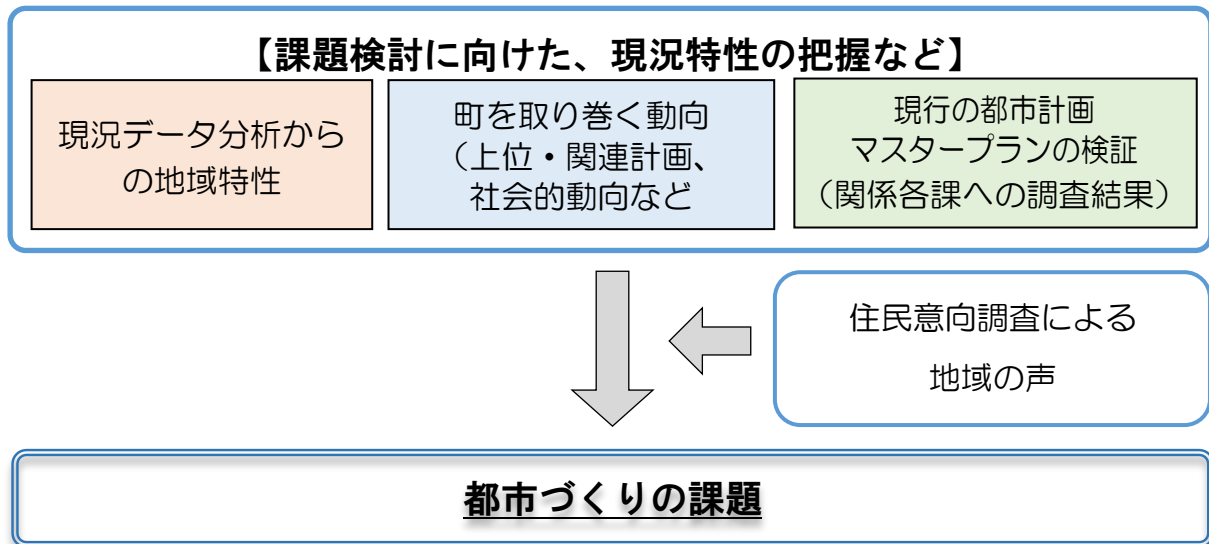 【課題検討に向けた、現況特性の把握など】
現況データ分析から
の地域特性
町を取り巻く動向
（上位・関連計画、
社会的動向など
現行の都市計画
マスタープランの検証
（関係各課への調査結果）
住民意向調査による
地域の声
都市づくりの課題